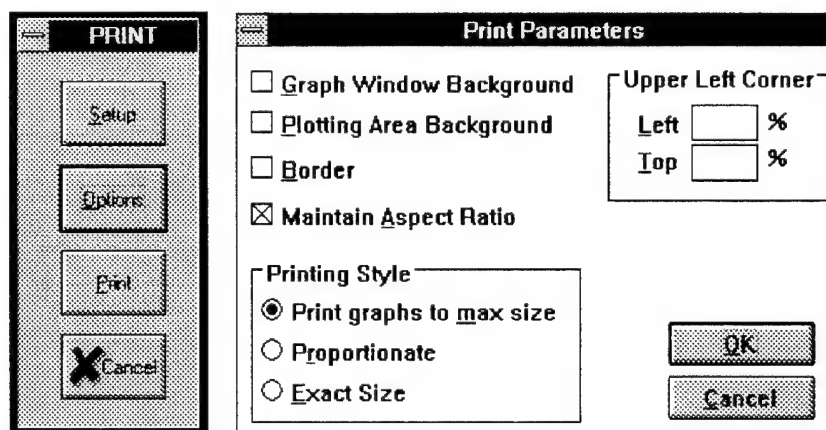 PRINT
Setup
Options
Print
Cancel
Print Parameters
Graph Window Background
Plotting Area Background
Border
Maintain Aspect Ratio
Upper Left Corner
Left %
Top %
Printing Style
Print graphs to max size
Proportionate
Exact Size
OK
Cancel